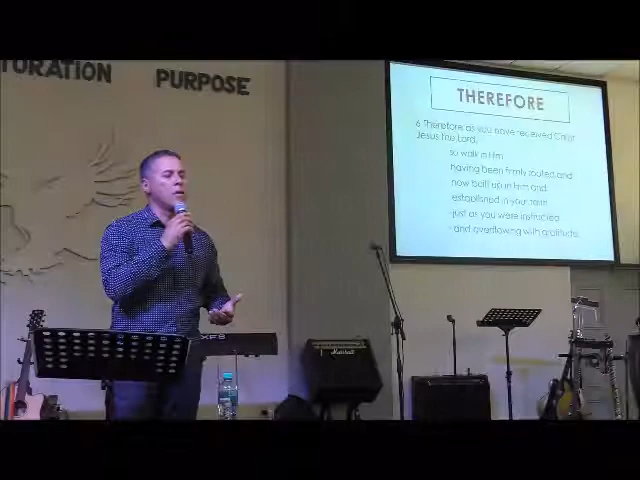 TORATION PURPOSE
THEREFORE
6 Therefore as you have received Christ
Jesus the Lord,
so walk in Him
having been firmly rooted and
now built up in Him and
established in your faith
just as you were instructed
and overflowing with gratitude.
Marshall